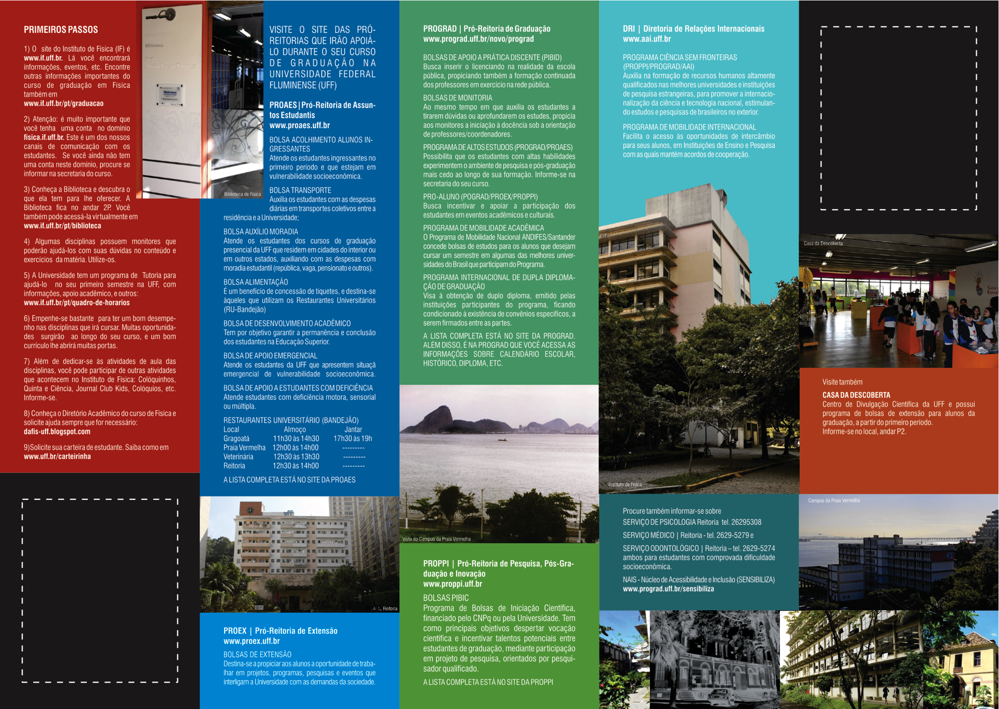 PRIMEIROS PASSOS
1) O site do Instituto de Física (IF) é
www.if.uff.br. Lá você encontrará
informações, eventos, etc. Encontre
outras informações importantes do
curso de graduação em Física
também em
www.if.uff.br/pt/graduacao
2) Atenção: é muito importante que
você tenha uma conta no domínio
fisica.if.uff.br. Este é um dos nossos
canais de comunicação com os
estudantes. Se você ainda não tem
uma conta neste domínio, procure se
informar na secretaria do curso.
3) Conheça a Biblioteca e descubra o
que ela tem para lhe oferecer. A
Biblioteca fica no andar 2P. Você
também pode acessá-la virtualmente em
www.if.uff.br/pt/biblioteca
4) Algumas disciplinas possuem monitores que
poderão ajudá-los com suas dúvidas no conteúdo e
exercícios da matéria. Utilize-os.
5) A Universidade tem um programa de Tutoria para
ajudá-lo no seu primeiro semestre na UFF, com
informações, apoio acadêmico, e outros:
www.if.uff.br/pt/quadro-de-horarios
6) Empenhe-se bastante para ter um bom desempe-
nho nas disciplinas que irá cursar. Muitas oportunida-
des surgirão ao longo do seu curso, e um bom
currículo lhe abrirá muitas portas.
7) Além de dedicar-se às atividades de aula das
disciplinas, você pode participar de outras atividades
que acontecem no Instituto de Física: Colóquinhos,
Quinta e Ciência, Journal Club Kids, Colóquios, etc.
Informe-se.
8) Conheça o Diretório Acadêmico do curso de Física e
solicite ajuda sempre que for necessário:
dafis-uff.blogspot.com
9)Solicite sua carteira de estudante. Saiba como em
www.uff.br/carteirinha
Biblioteca
Biblioteca
Biblioteca de Física
VISITE O SITE DAS PRÓ-
REITORIAS QUE IRÃO APOIÁ-
LO DURANTE O SEU CURSO
DE GRADUAÇÃO NA
UNIVERSIDADE FEDERAL
FLUMINENSE (UFF)
PROAES|Pró-Reitoria de Assun-
tos Estudantis
www.proaes.uff.br
BOLSA ACOLHIMENTO ALUNOS IN-
GRESSANTES
Atende os estudantes ingressantes no
primeiro período e que estejam em
vulnerabilidade socioeconômica.
BOLSA TRANSPORTE
Auxilia os estudantes com as despesas
diárias em transportes coletivos entre a
residência e a Universidade;
BOLSA AUXÍLIO MORADIA
Atende os estudantes dos cursos de graduação
presencial da UFF que residem em cidades do interior ou
em outros estados, auxiliando com as despesas com
moradia estudantil (república, vaga, pensionato e outros).
BOLSA ALIMENTAÇÃO
É um benefício de concessão de tiquetes, e destina-se
àqueles que utilizam os Restaurantes Universitários
(RU-Bandejão)
BOLSA DE DESENVOLVIMENTO ACADÊMICO
Tem por objetivo garantir a permanência e conclusão
dos estudantes na Educação Superior.
BOLSA DE APOIO EMERGENCIAL
Atende os estudantes da UFF que apresentem situaçã
emergencial de vulnerabilidade socioeconômica.
BOLSA DE APOIO A ESTUDANTES COM DEFICIÊNCIA
Atende estudantes com deficiência motora, sensorial
ou múltipla.
RESTAURANTES UNIVERSITÁRIO (BANDEJÃO)
Local Almoço Jantar
Gragoatá 11h30 às 14h30 17h30 às 19h
Praia Vermelha 12h00 às 14h00 ---------
Veterinária 12h30 às 13h30 ---------
Reitoria 12h30 às 14h00 ---------
A LISTA COMPLETA ESTÁ NO SITE DA PROAES
uff
Reitoria
PROEX | Pró-Reitoria de Extensão
www.proex.uff.br
BOLSAS DE EXTENSÃO
Destina-se a propiciar aos alunos a oportunidade de traba-
lhar em projetos, programas, pesquisas e eventos que
interligam a Universidade com as demandas da sociedade.
PROGRAD | Pró-Reitoria de Graduação
www.prograd.uff.br/novo/prograd
BOLSAS DE APOIO A PRÁTICA DISCENTE (PIBID)
Busca inserir o licenciando na realidade da escola
pública, propiciando também a formação continuada
dos professores em exercício na rede pública.
BOLSAS DE MONITORIA
Ao mesmo tempo em que auxilia os estudantes a
tirarem dúvidas ou aprofundarem os estudes, propicia
aos monitores a iniciação à docência sob a orientação
de professores/coordenadores.
PROGRAMA DE ALTOS ESTUDOS (PROGRAD/PROAES)
Possibilita que os estudantes com altas habilidades
experimentem o ambiente de pesquisa e pós-graduação
mais cedo ao longo de sua formação. Informe-se na
secretaria do seu curso.
PRO-ALUNO (POGRAD/PROEX/PROPPI)
Busca incentivar e apoiar a participação dos
estudantes em eventos acadêmicos e culturais.
PROGRAMA DE MOBILIDADE ACADÊMICA
O Programa de Mobilidade Nacional ANDIFES/Santander
concede bolsas de estudos para os alunos que desejam
cursar um semestre em algumas das melhores univer-
sidades do Brasil que participam do Programa.
PROGRAMA INTERNACIONAL DE DUPLA DIPLOMA-
ÇÃO DE GRADUAÇÃO
Visa à obtenção de duplo diploma, emitido pelas
instituições participantes do programa, ficando
condicionado à existência de convênios específicos, a
serem firmados entre as partes.
A LISTA COMPLETA ESTÁ NO SITE DA PROGRAD.
ALÉM DISSO, É NA PROGRAD QUE VOCÊ ACESSA AS
INFORMAÇÕES SOBRE CALENDÁRIO ESCOLAR,
HISTÓRICO, DIPLOMA, ETC.
Vista do Campus da Praia Vermelha
PROPPI | Pró-Reitoria de Pesquisa, Pós-Gra-
duação e Inovação
www.proppi.uff.br
BOLSAS PIBIC
Programa de Bolsas de Iniciação Científica,
financiado pelo CNPq ou pela Universidade. Tem
como principais objetivos despertar vocação
científica e incentivar talentos potenciais entre
estudantes de graduação, mediante participação
em projeto de pesquisa, orientados por pesqui-
sador qualificado.
A LISTA COMPLETA ESTÁ NO SITE DA PROPPI
DRI | Diretoria de Relações Internacionais
www.aai.uff.br
PROGRAMA CIÊNCIA SEM FRONTEIRAS
(PROPPI/PROGRAD/AAI)
Auxilia na formação de recursos humanos altamente
qualificados nas melhores universidades e instituições
de pesquisa estrangeiras, para promover a internacio-
nalização da ciência e tecnologia nacional, estimulan-
do estudos e pesquisas de brasileiros no exterior.
PROGRAMA DE MOBILIDADE INTERNACIONAL
Facilita o acesso às oportunidades de intercâmbio
para seus alunos, em Instituições de Ensino e Pesquisa
com as quais mantém acordos de cooperação.
Instituto de Física
Procure também informar-se sobre
SERVIÇO DE PSICOLOGIA Reitoria tel. 26295308
SERVIÇO MÉDICO | Reitoria - tel. 2629-5279 e
SERVIÇO ODONTOLÓGICO | Reitoria – tel. 2629-5274
ambos para estudantes com comprovada dificuldade
socioeconômica.
NAIS - Núcleo de Acessibilidade e Inclusão (SENSIBILIZA)
www.prograd.uff.br/sensibiliza
Casa da Descoberta
Visite também
CASA DA DESCOBERTA
Centro de Divulgação Científica da UFF e possui
programa de bolsas de extensão para alunos da
graduação, a partir do primeiro período.
Informe-se no local, andar P2.
Campus da Praia Vermelha